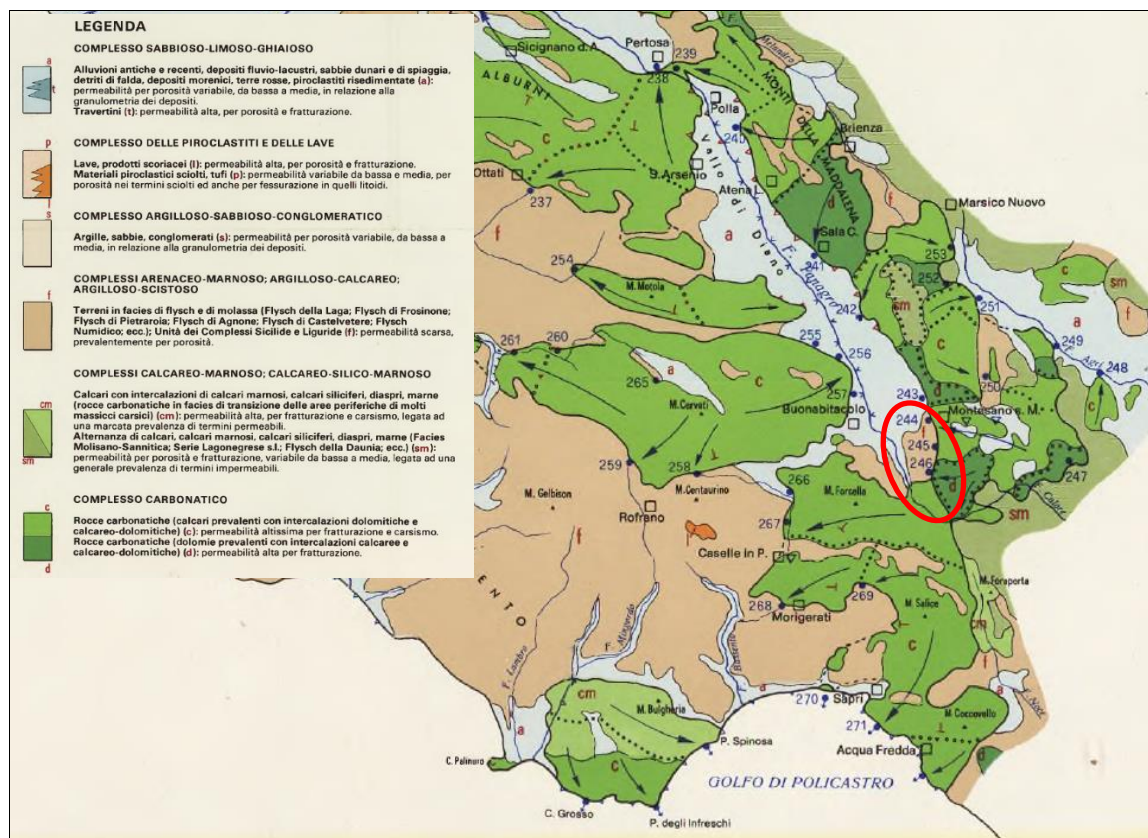 LEGENDA
COMPLESSO SABBIOSO-LIMOSO-GHIAIOSO
a
t
Alluvioni antiche e recenti, depositi fluvio-lacustri, sabbie dunari e di spiaggia,
detriti di falda, depositi morenici, terre rosse, piroclastiti risedimentate (a):
permeabilità per porosità variabile, da bassa a media, in relazione alla
granulometria dei depositi.
Travertini (t): permeabilità alta, per porosità e fratturazione.
COMPLESSO DELLE PIROCLASTITI E DELLE LAVE
p
l
Lave, prodotti scoriacei (l): permeabilità alta, per porosità e fratturazione.
Materiali piroclastici sciolti, tufi (p): permeabilità variabile da bassa e media, per
porosità nei termini sciolti ed anche per fessurazione in quelli litoidi.
COMPLESSO ARGILLOSO-SABBIOSO-CONGLOMERATICO
s
Argille, sabbie, conglomerati (s): permeabilità per porosità variabile, da bassa a
media, in relazione alla granulometria dei depositi.
COMPLESSI ARENACEO-MARNOSO; ARGILLOSO-CALCAREO;
ARGILLOSO-SCISTOSO
f
Terreni in facies di flysch e di molassa (Flysch della Laga; Flysch di Frosinone;
Flysch di Pietraroia; Flysch di Agnone; Flysch di Castelvetere; Flysch
Numidico; ecc.); Unità dei Complessi Sicilide e Liguride (f): permeabilità scarsa,
prevalentemente per porosità.
COMPLESSI CALCAREO-MARNOSO; CALCAREO-SILICO-MARNOSO
cm
sm
Calcari con intercalazioni di calcari marnosi, calcari siliciferi, diaspri, marne
(rocce carbonatiche in facies di transizione delle aree periferiche di molti
massicci carsici) (cm): permeabilità alta, per fratturazione e carsismo, legata ad
una marcata prevalenza di termini permeabili.
Alternanza di calcari, calcari marnosi, calcari siliciferi, diaspri, marne (Facies
Molisano-Sannitica; Serie Lagonegrese s.l.; Flysch della Daunia; ecc.) (sm):
permeabilità per porosità e fratturazione, variabile da bassa a media, legata ad una
generale prevalenza di termini impermeabili.
COMPLESSO CARBONATICO
c
d
Rocce carbonatiche (calcari prevalenti con intercalazioni dolomitiche e
calcareo-dolomitiche) (c): permeabilità altissima per fratturazione e carsismo.
Rocce carbonatiche (dolomie prevalenti con intercalazioni calcaree e
calcareo-dolomitiche) (d): permeabilità alta per fratturazione.
Sicignano d. A.
Pertosa
239
238
Melandro
ALBURNI
MONTI DELLA MADDALENA
Polla
240
Brienza
Vallo di Diano
S. Arsenio
Ottati
Atena L.
237
Marsico Nuovo
Sala C.
F. Tanagro
241
253
254
252
M. Motola
242
251
249
248
F. Agri
255
256
261
260
265
250
M. Cervati
257
Buonabitacolo
243
244
Montesano s. M.
245
246
247
F. Calore
259
258
266
M. Gelbison
M. Centaurino
M. Forcella
Rofrano
267
Caselle in P.
M. Foraporta
269
M. Salice
268
Morigerati
F. Lambro
F. Mingardo
F. Bussento
F. Noce
270
Sapri
M. Bulgheria
271
M. Coccovello
C. Palinuro
P. Spinosa
Acqua Fredda
GOLFO DI POLICASTRO
C. Grosso
P. degli Infreschi